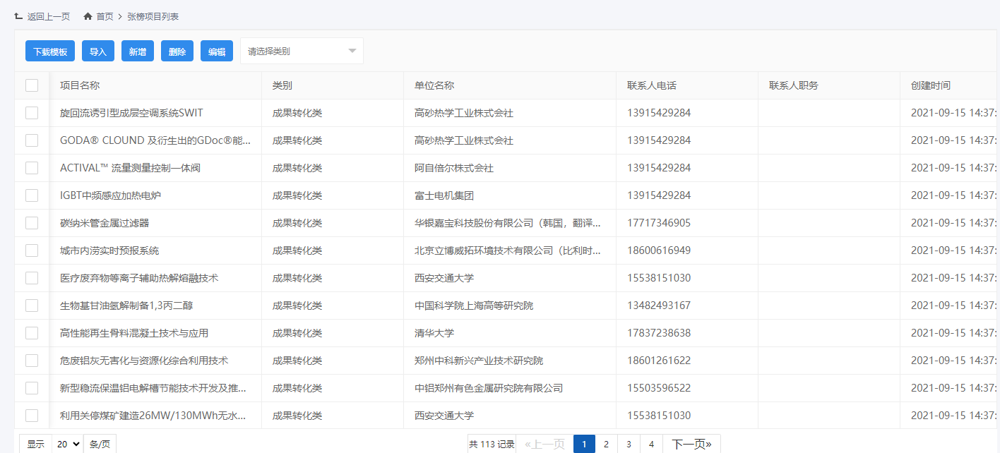 返回上一页 首页 > 张榜项目列表
下载模板 导入 新增 删除 编辑 请选择类别
项目名称 类别 单位名称 联系人电话 联系人职务 创建时间
旋回流诱引型成层空调系统SWIT 成果转化类 高砂热学工业株式会社 13915429284 2021-09-15 14:37:
GODA® CLOUND 及衍生出的GDoc®能... 成果转化类 高砂热学工业株式会社 13915429284 2021-09-15 14:37:
ACTIVAL™ 流量测量控制一体阀 成果转化类 阿自倍尔株式会社 13915429284 2021-09-15 14:37:
IGBT中频感应加热电炉 成果转化类 富士电机集团 13915429284 2021-09-15 14:37:
碳纳米管金属过滤器 成果转化类 华银嘉宝科技股份有限公司（韩国，翻译... 17717346905 2021-09-15 14:37:
城市内涝实时预报系统 成果转化类 北京立博威拓环境技术有限公司（比利时... 18600616949 2021-09-15 14:37:
医疗废弃物等离子辅助热解熔融技术 成果转化类 西安交通大学 15538151030 2021-09-15 14:37:
生物基甘油氢解制备1,3丙二醇 成果转化类 中国科学院上海高等研究院 13482493167 2021-09-15 14:37:
高性能再生骨料混凝土技术与应用 成果转化类 清华大学 17837238638 2021-09-15 14:37:
危废铝灰无害化与资源化综合利用技术 成果转化类 郑州中科新兴产业技术研究院 18601261622 2021-09-15 14:37:
新型稳流保温铝电解槽节能技术开发及推... 成果转化类 中铝郑州有色金属研究院有限公司 15503596522 2021-09-15 14:37:
利用关停煤矿建造26MW/130MWh无水... 成果转化类 西安交通大学 15538151030 2021-09-15 14:37:
显示 20 条/页 共 113 记录 «上一页 1 2 3 4 下一页»